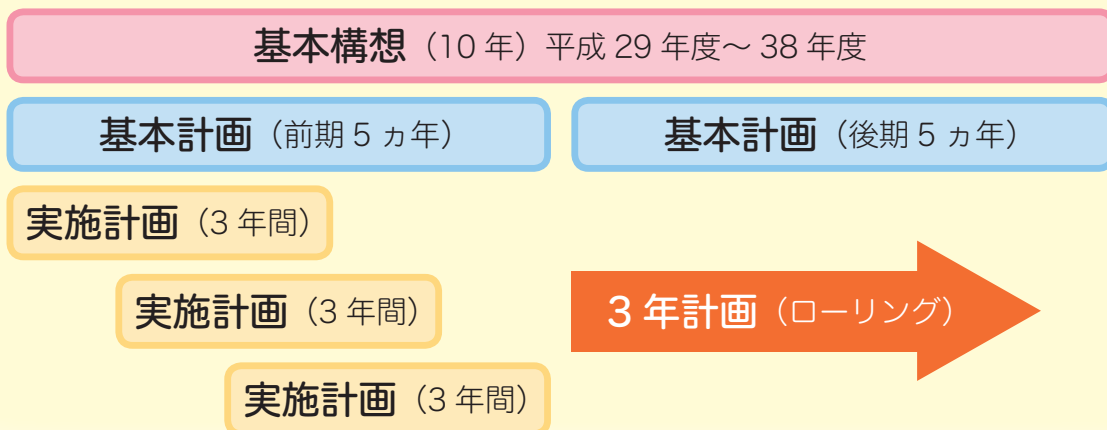 基本構想（10 年）平成 29 年度～ 38 年度
基本計画（前期 5 ヵ年）
基本計画（後期 5 ヵ年）
実施計画（3 年間）
実施計画（3 年間）
3 年計画（ローリング）
実施計画（3 年間）